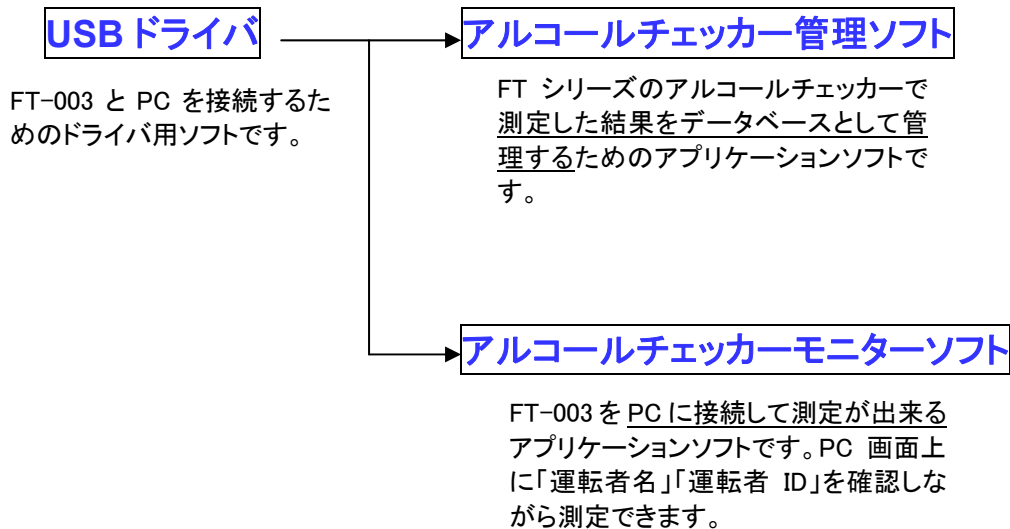 USBドライバ
FT-003 と PC を接続するた
めのドライバ用ソフトです。
アルコールチェッカー管理ソフト
FT シリーズのアルコールチェッカーで
測定した結果をデータベースとして管
理するためのアプリケーションソフトで
す。
アルコールチェッカーモニターソフト
FT-003 を PC に接続して測定が出来る
アプリケーションソフトです。PC 画面上
に「運転者名」「運転者 ID」を確認しな
がら測定できます。